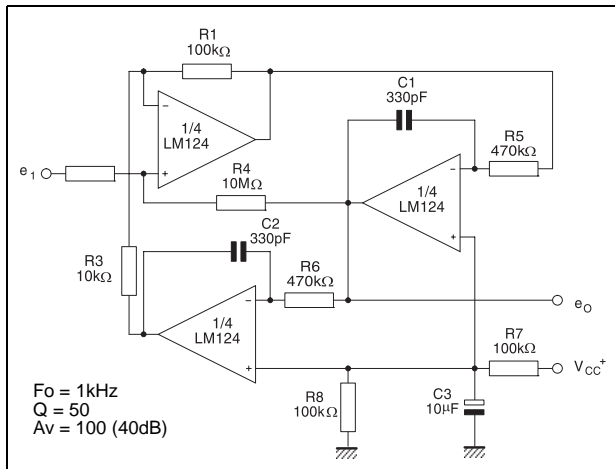 R1
100kΩ
C1
330pF
1/4
LM124
R5
470kΩ
e1
R4
10MΩ
1/4
LM124
C2
330pF
R3
10kΩ
R6
470kΩ
1/4
LM124
eO
R7
100kΩ
VCC+
R8
100kΩ
C3
10µF
Fo = 1kHz
Q = 50
Av = 100 (40dB)
-
+
-
+
-
+